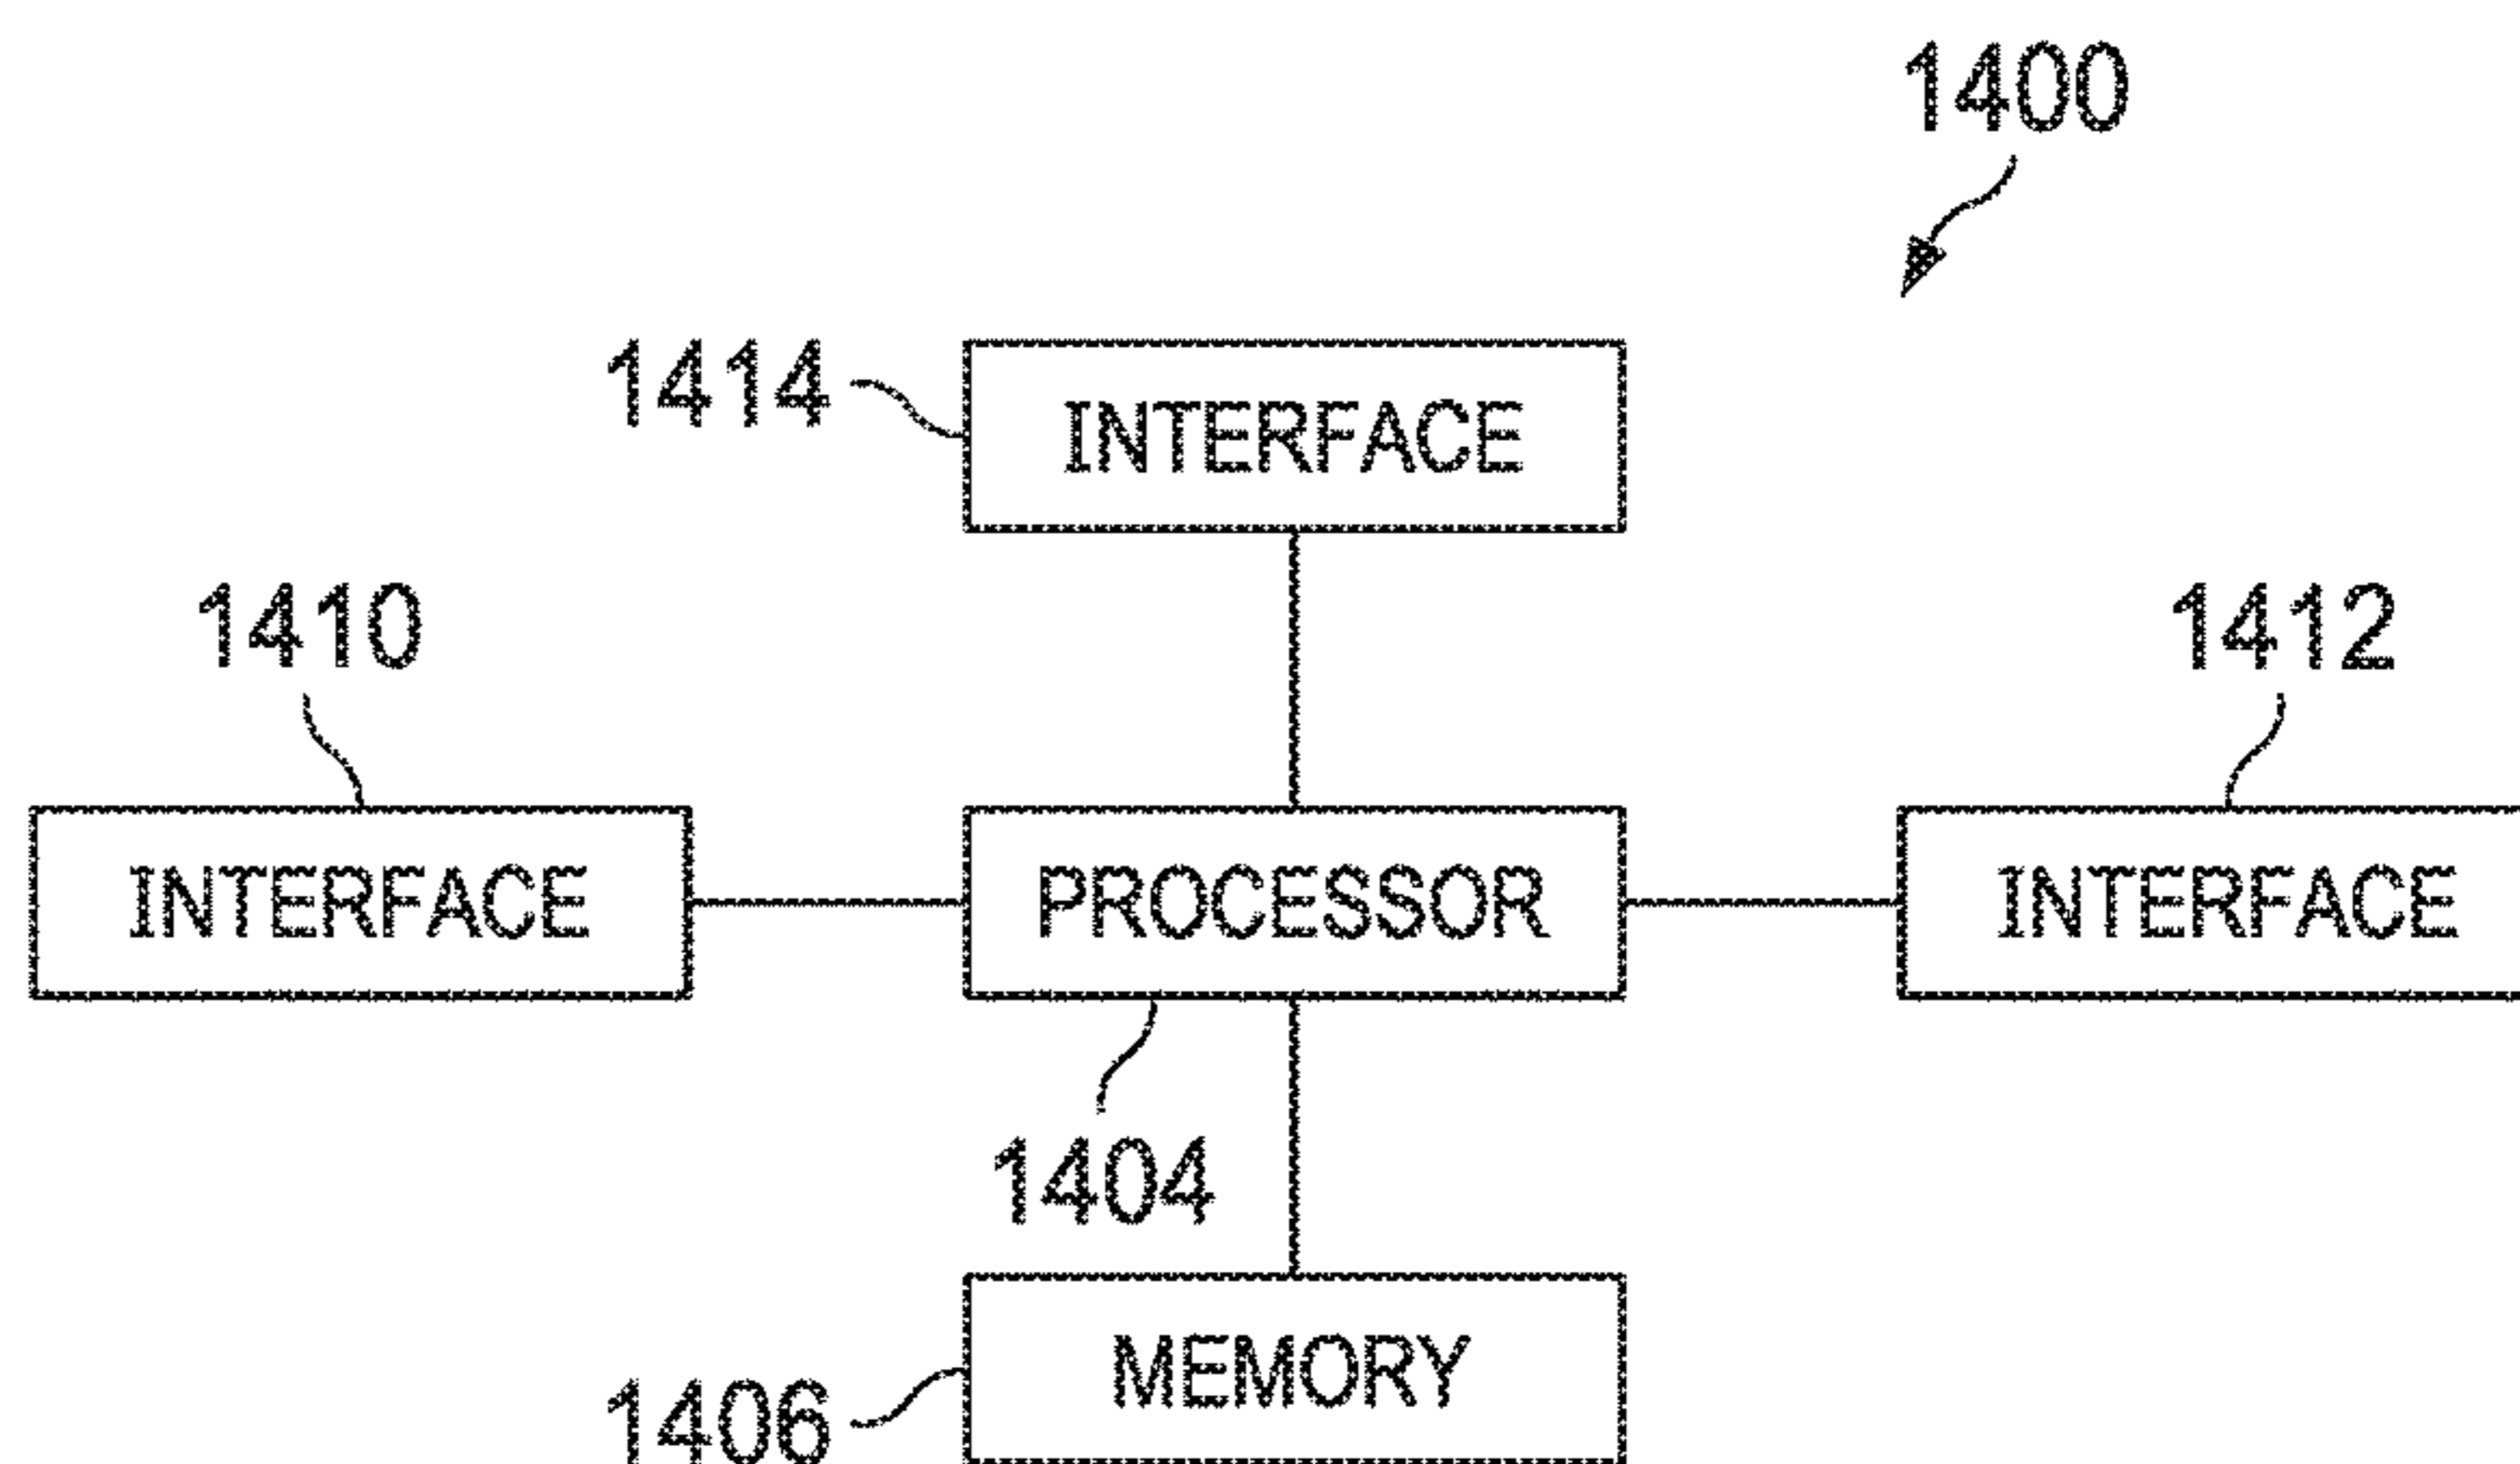 1400
1414
INTERFACE
1410
1412
INTERFACE
PROCESSOR
INTERFACE
1404
MEMORY
1406